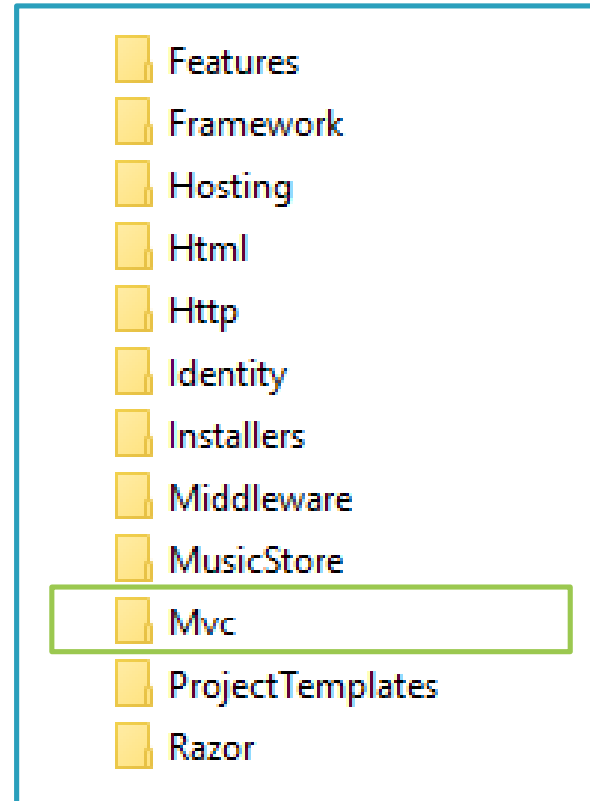 Features
Framework
Hosting
Html
Http
Identity
Installers
Middleware
MusicStore
Mvc
ProjectTemplates
Razor